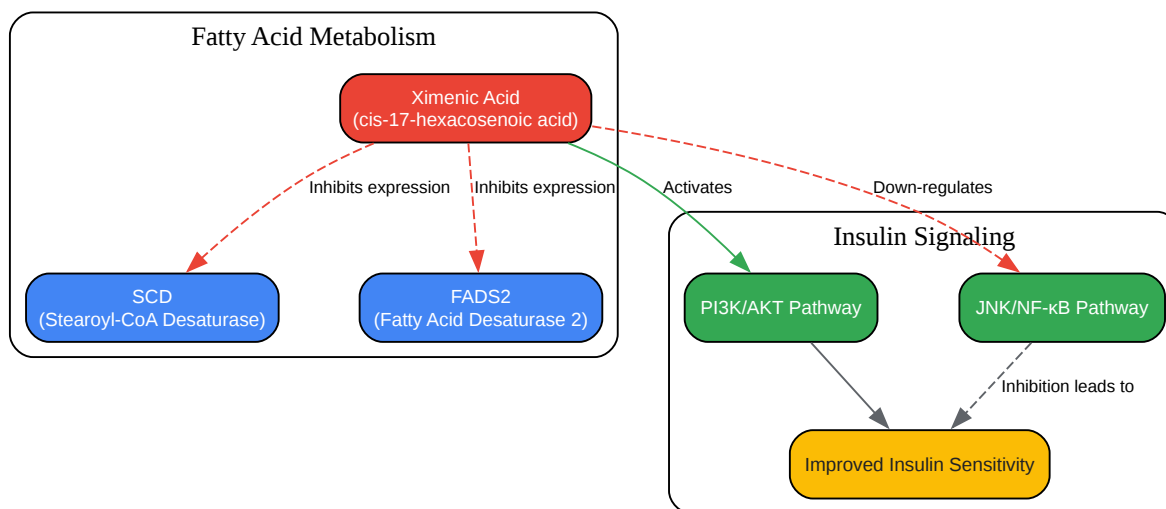 Fatty Acid Metabolism
Ximenic Acid
(cis-17-hexacosenoic acid)
Inhibits expression
Inhibits expression
Activates
Down-regulates
Insulin Signaling
SCD
(Stearoyl-CoA Desaturase)
FADS2
(Fatty Acid Desaturase 2)
PI3K/AKT Pathway
JNK/NF-κB Pathway
Inhibition leads to
Improved Insulin Sensitivity